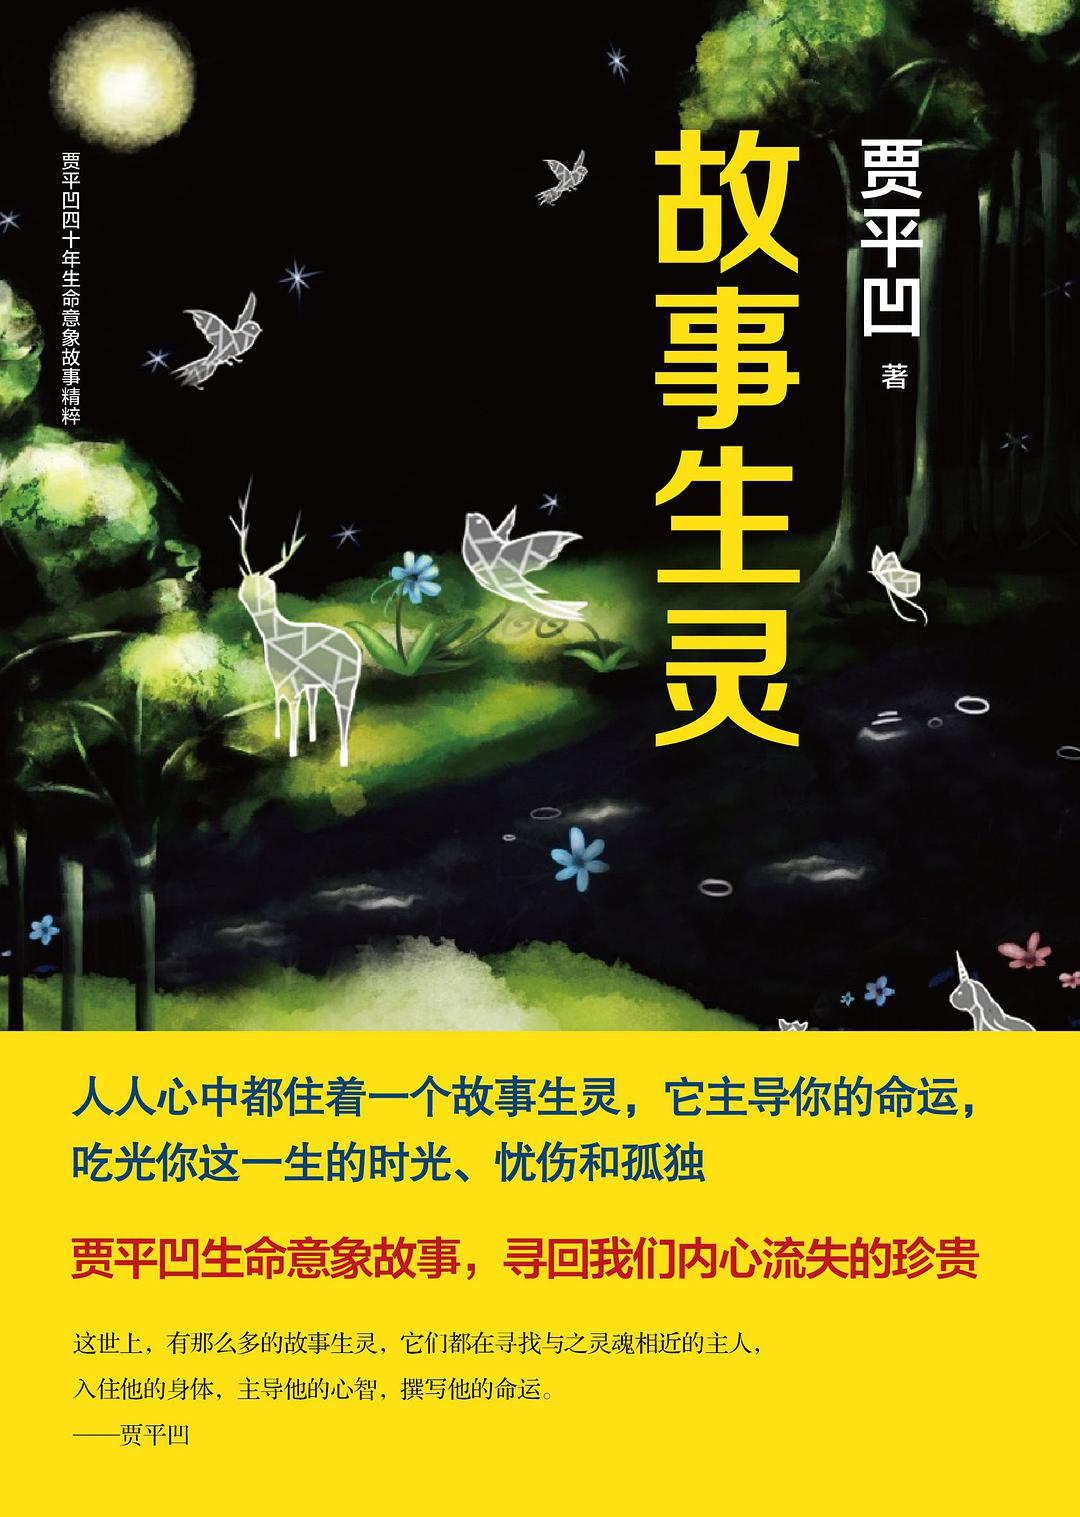 贾平凹 著
故事生灵
贾平凹四十年生命意象故事精粹
人人心中都住着一个故事生灵，它主导你的命运，
吃光你这一生的时光、忧伤和孤独
贾平凹生命意象故事，寻回我们内心流失的珍贵
这世上，有那么多的故事生灵，它们都在寻找与之灵魂相近的主人，
入住他的身体，主导他的心智，撰写他的命运。
——贾平凹